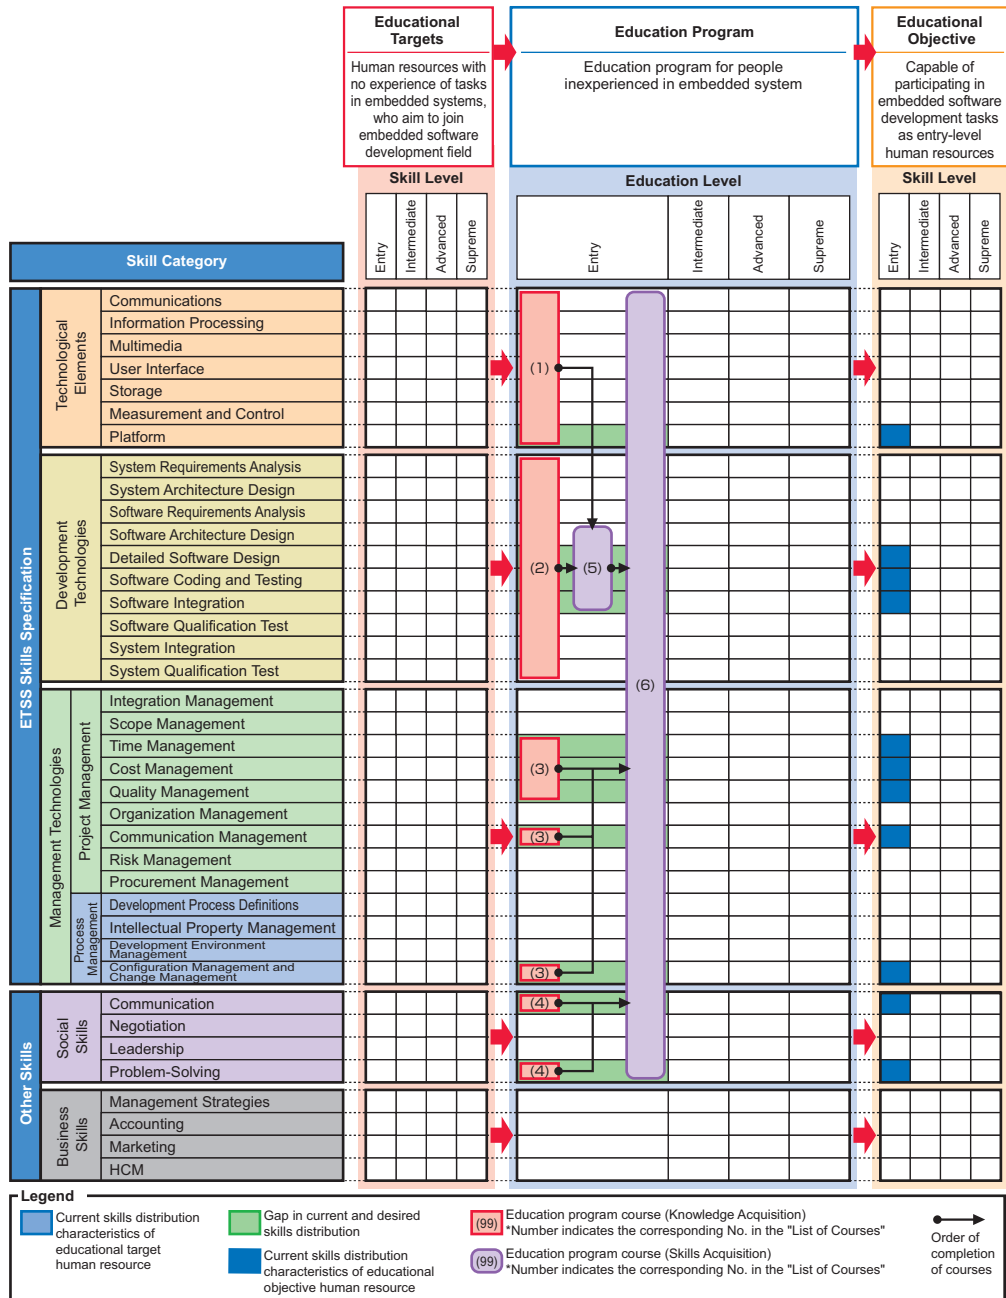 Educational
Targets
Human resources with
no experience of tasks
in embedded systems,
who aim to join
embedded software
development field
Education Program
Education program for people
inexperienced in embedded system
Educational
Objective
Capable of
participating in
embedded software
development tasks
as entry-level
human resources
Skill Level
Education Level
Skill Level
Skill Category
Entry
Intermediate
Advanced
Supreme
Entry
Intermediate
Advanced
Supreme
Entry
Intermediate
Advanced
Supreme
ETSS Skills Specification
Technological
Elements
Communications
Information Processing
Multimedia
User Interface
Storage
Measurement and Control
Platform
(1)
Development
Technologies
System Requirements Analysis
System Architecture Design
Software Requirements Analysis
Software Architecture Design
Detailed Software Design
Software Coding and Testing
Software Integration
Software Qualification Test
System Integration
System Qualification Test
(2)
(5)
(6)
Management Technologies
Project Management
Integration Management
Scope Management
Time Management
Cost Management
Quality Management
Organization Management
Communication Management
Risk Management
Procurement Management
(3)
(3)
Process
Management
Development Process Definitions
Intellectual Property Management
Development Environment
Management
Configuration Management and
Change Management
(3)
Other Skills
Social
Skills
Communication
Negotiation
Leadership
Problem-Solving
(4)
(4)
Business
Skills
Management Strategies
Accounting
Marketing
HCM
Legend
Current skills distribution
characteristics of
educational target
human resource
Gap in current and desired
skills distribution
Current skills distribution
characteristics of educational
objective human resource
(99)
Education program course (Knowledge Acquisition)
*Number indicates the corresponding No. in the "List of Courses"
(99)
Education program course (Skills Acquisition)
*Number indicates the corresponding No. in the "List of Courses"
Order of
completion
of courses